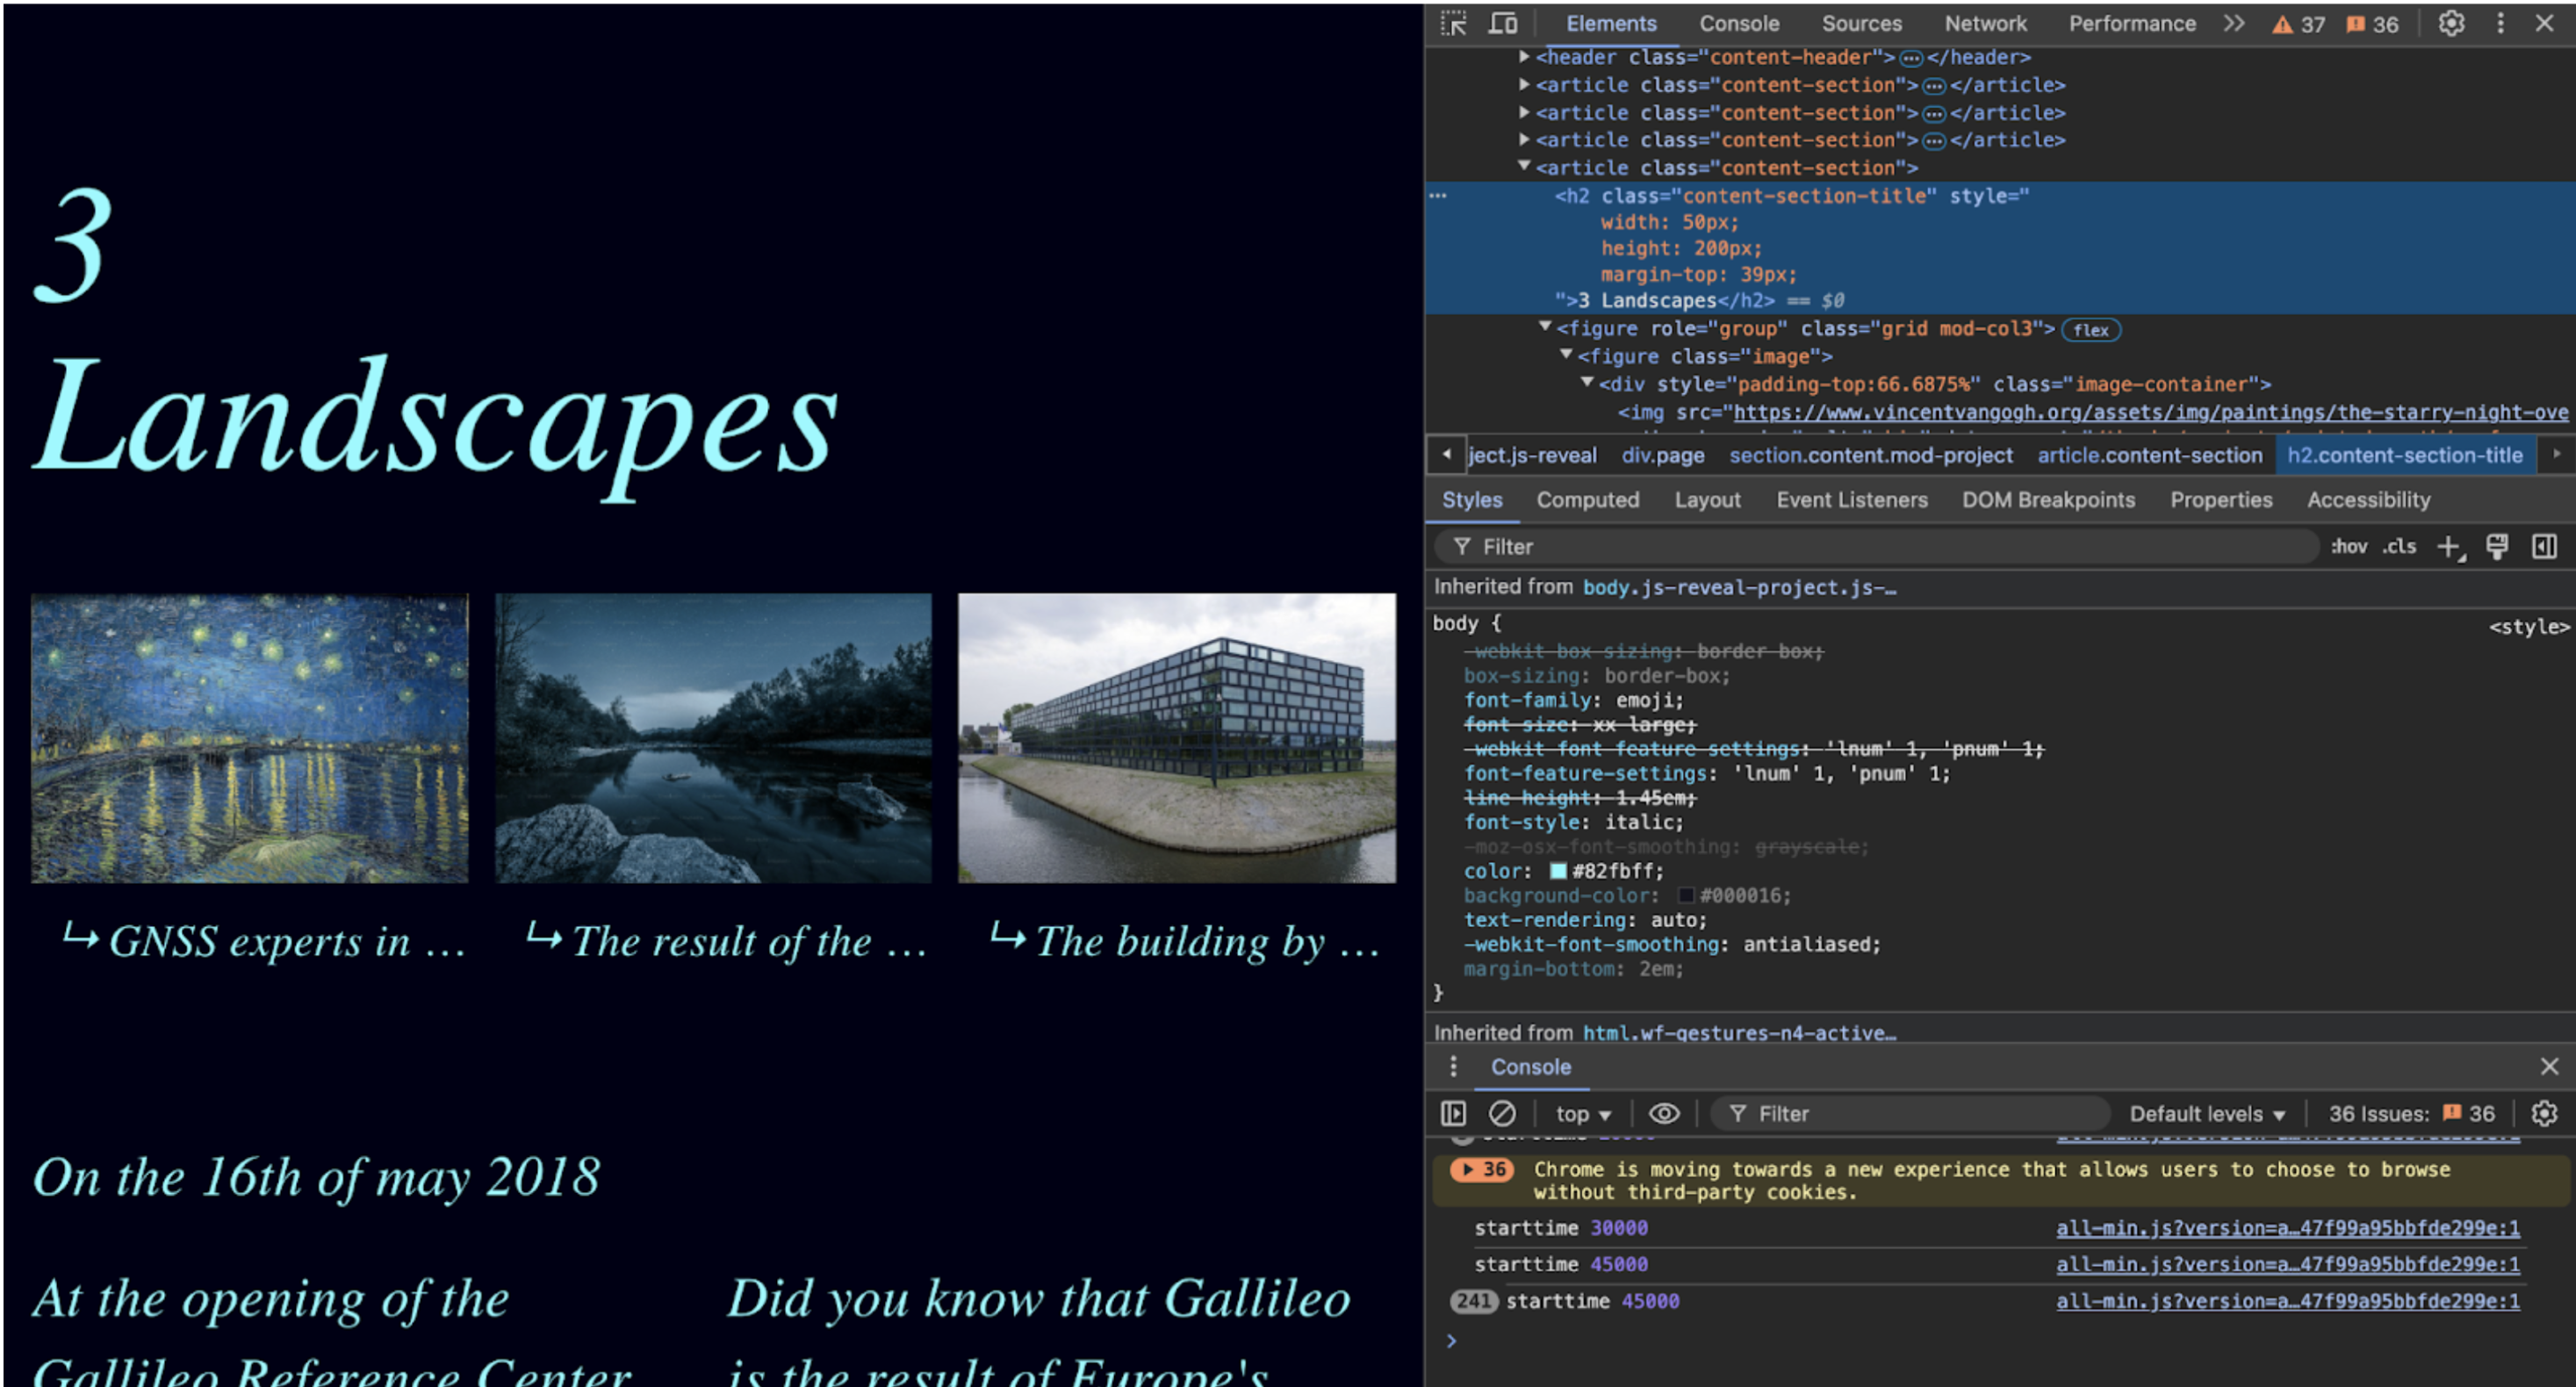 3
Landscapes
↳ GNSS experts in …
↳ The result of the …
↳ The building by …
On the 16th of may 2018
At the opening of the
Gallileo Reference Center
Did you know that Gallileo
is the result of Europe's
Elements Console Sources Network Performance 37 36
<header class="content-header">…</header>
<article class="content-section">…</article>
<article class="content-section">…</article>
<article class="content-section">…</article>
<article class="content-section">
<h2 class="content-section-title" style="
width: 50px;
height: 200px;
margin-top: 39px;
">3 Landscapes</h2> == $0
<figure role="group" class="grid mod-col3"> flex
<figure class="image">
<div style="padding-top:66.6875%" class="image-container">
<img src="https://www.vincentvangogh.org/assets/img/paintings/the-starry-night-ove
ject.js-reveal div.page section.content.mod-project article.content-section h2.content-section-title
Styles Computed Layout Event Listeners DOM Breakpoints Properties Accessibility
Filter :hov .cls
Inherited from body.js-reveal-project.js-…
body { <style>
-webkit-box-sizing: border-box;
box-sizing: border-box;
font-family: emoji;
font-size: xx-large;
-webkit-font-feature-settings: 'lnum' 1, 'pnum' 1;
font-feature-settings: 'lnum' 1, 'pnum' 1;
line-height: 1.45em;
font-style: italic;
-moz-osx-font-smoothing: grayscale;
color: #82fbff;
background-color: #000016;
text-rendering: auto;
-webkit-font-smoothing: antialiased;
margin-bottom: 2em;
}
Inherited from html.wf-gestures-n4-active…
Console
top Filter Default levels 36 Issues: 36
36 Chrome is moving towards a new experience that allows users to choose to browse
without third-party cookies.
starttime 30000 all-min.js?version=a…47f99a95bbfde299e:1
starttime 45000 all-min.js?version=a…47f99a95bbfde299e:1
241 starttime 45000 all-min.js?version=a…47f99a95bbfde299e:1